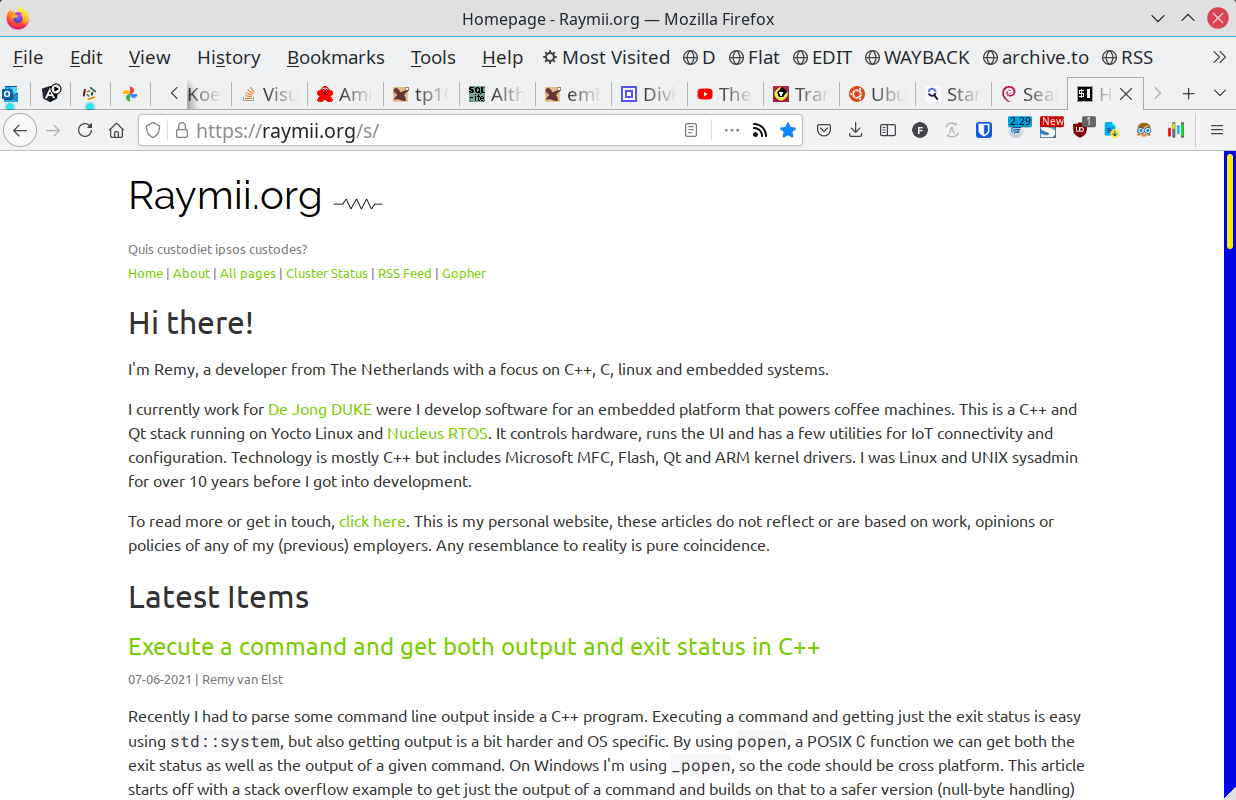 Homepage - Raymii.org — Mozilla Firefox
File Edit View History Bookmarks Tools Help Most Visited D Flat EDIT WAYBACK archive.to RSS
Koe Visu Ami tp1 Alth emb Divi The Tran Ubu Star Sear H
https://raymii.org/s/ 2.29 New 1
Raymii.org
Quis custodiet ipsos custodes?
Home | About | All pages | Cluster Status | RSS Feed | Gopher
Hi there!
I'm Remy, a developer from The Netherlands with a focus on C++, C, linux and embedded systems.
I currently work for De Jong DUKE were I develop software for an embedded platform that powers coffee machines. This is a C++ and
Qt stack running on Yocto Linux and Nucleus RTOS. It controls hardware, runs the UI and has a few utilities for IoT connectivity and
configuration. Technology is mostly C++ but includes Microsoft MFC, Flash, Qt and ARM kernel drivers. I was Linux and UNIX sysadmin
for over 10 years before I got into development.
To read more or get in touch, click here. This is my personal website, these articles do not reflect or are based on work, opinions or
policies of any of my (previous) employers. Any resemblance to reality is pure coincidence.
Latest Items
Execute a command and get both output and exit status in C++
07-06-2021 | Remy van Elst
Recently I had to parse some command line output inside a C++ program. Executing a command and getting just the exit status is easy
using std::system, but also getting output is a bit harder and OS specific. By using popen, a POSIX C function we can get both the
exit status as well as the output of a given command. On Windows I'm using _popen, so the code should be cross platform. This article
starts off with a stack overflow example to get just the output of a command and builds on that to a safer version (null-byte handling)